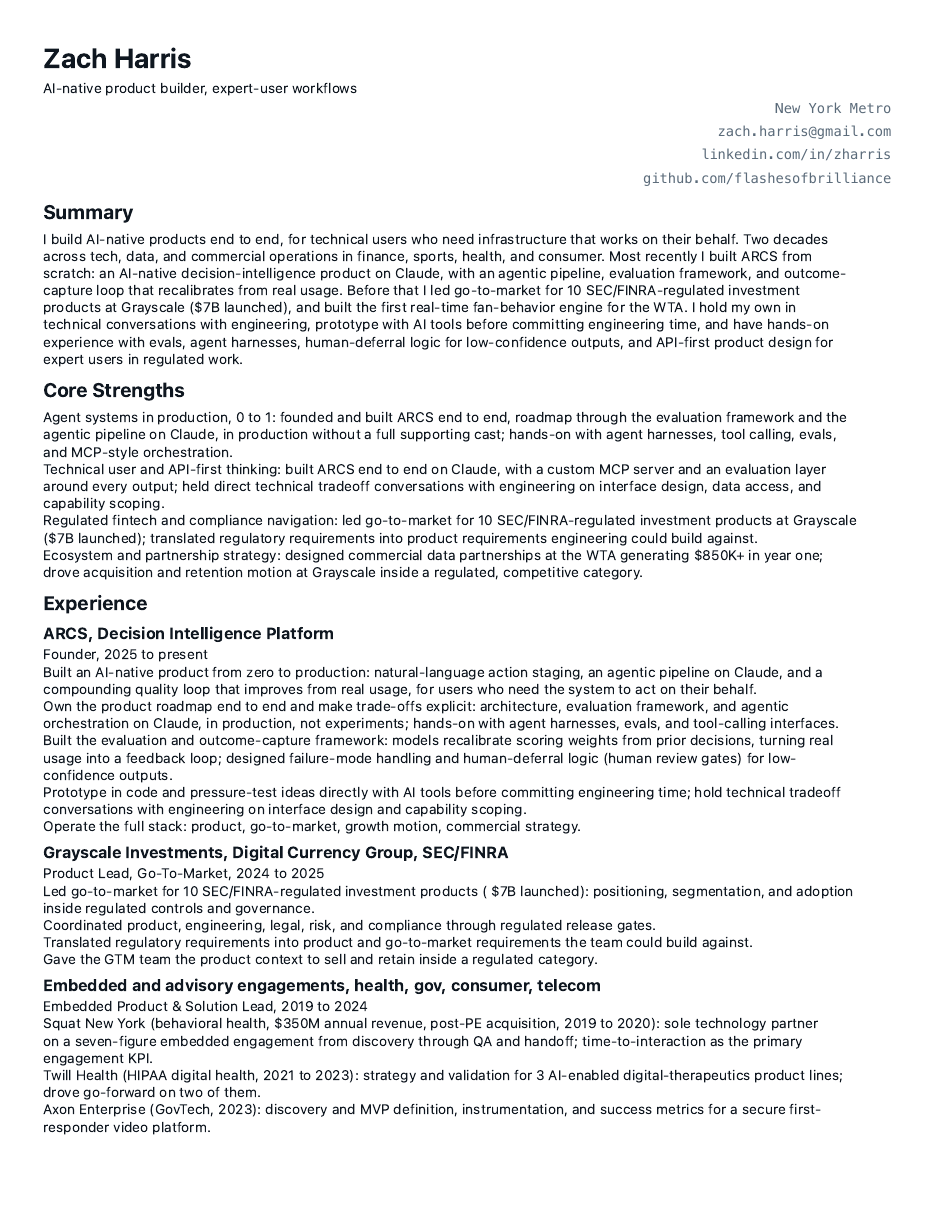 Zach Harris
AI-native product builder, expert-user workflows
New York Metro
zach.harris@gmail.com
linkedin.com/in/zharris
github.com/flashesofbrilliance
Summary
I build AI-native products end to end, for technical users who need infrastructure that works on their behalf. Two decades
across tech, data, and commercial operations in finance, sports, health, and consumer. Most recently I built ARCS from
scratch: an AI-native decision-intelligence product on Claude, with an agentic pipeline, evaluation framework, and outcome-
capture loop that recalibrates from real usage. Before that I led go-to-market for 10 SEC/FINRA-regulated investment
products at Grayscale ($7B launched), and built the first real-time fan-behavior engine for the WTA. I hold my own in
technical conversations with engineering, prototype with AI tools before committing engineering time, and have hands-on
experience with evals, agent harnesses, human-deferral logic for low-confidence outputs, and API-first product design for
expert users in regulated work.
Core Strengths
Agent systems in production, 0 to 1: founded and built ARCS end to end, roadmap through the evaluation framework and the
agentic pipeline on Claude, in production without a full supporting cast; hands-on with agent harnesses, tool calling, evals,
and MCP-style orchestration.
Technical user and API-first thinking: built ARCS end to end on Claude, with a custom MCP server and an evaluation layer
around every output; held direct technical tradeoff conversations with engineering on interface design, data access, and
capability scoping.
Regulated fintech and compliance navigation: led go-to-market for 10 SEC/FINRA-regulated investment products at Grayscale
($7B launched); translated regulatory requirements into product requirements engineering could build against.
Ecosystem and partnership strategy: designed commercial data partnerships at the WTA generating $850K+ in year one;
drove acquisition and retention motion at Grayscale inside a regulated, competitive category.
Experience
ARCS, Decision Intelligence Platform
Founder, 2025 to present
Built an AI-native product from zero to production: natural-language action staging, an agentic pipeline on Claude, and a
compounding quality loop that improves from real usage, for users who need the system to act on their behalf.
Own the product roadmap end to end and make trade-offs explicit: architecture, evaluation framework, and agentic
orchestration on Claude, in production, not experiments; hands-on with agent harnesses, evals, and tool-calling interfaces.
Built the evaluation and outcome-capture framework: models recalibrate scoring weights from prior decisions, turning real
usage into a feedback loop; designed failure-mode handling and human-deferral logic (human review gates) for low-
confidence outputs.
Prototype in code and pressure-test ideas directly with AI tools before committing engineering time; hold technical tradeoff
conversations with engineering on interface design and capability scoping.
Operate the full stack: product, go-to-market, growth motion, commercial strategy.
Grayscale Investments, Digital Currency Group, SEC/FINRA
Product Lead, Go-To-Market, 2024 to 2025
Led go-to-market for 10 SEC/FINRA-regulated investment products ( $7B launched): positioning, segmentation, and adoption
inside regulated controls and governance.
Coordinated product, engineering, legal, risk, and compliance through regulated release gates.
Translated regulatory requirements into product and go-to-market requirements the team could build against.
Gave the GTM team the product context to sell and retain inside a regulated category.
Embedded and advisory engagements, health, gov, consumer, telecom
Embedded Product & Solution Lead, 2019 to 2024
Squat New York (behavioral health, $350M annual revenue, post-PE acquisition, 2019 to 2020): sole technology partner
on a seven-figure embedded engagement from discovery through QA and handoff; time-to-interaction as the primary
engagement KPI.
Twill Health (HIPAA digital health, 2021 to 2023): strategy and validation for 3 AI-enabled digital-therapeutics product lines;
drove go-forward on two of them.
Axon Enterprise (GovTech, 2023): discovery and MVP definition, instrumentation, and success metrics for a secure first-
responder video platform.